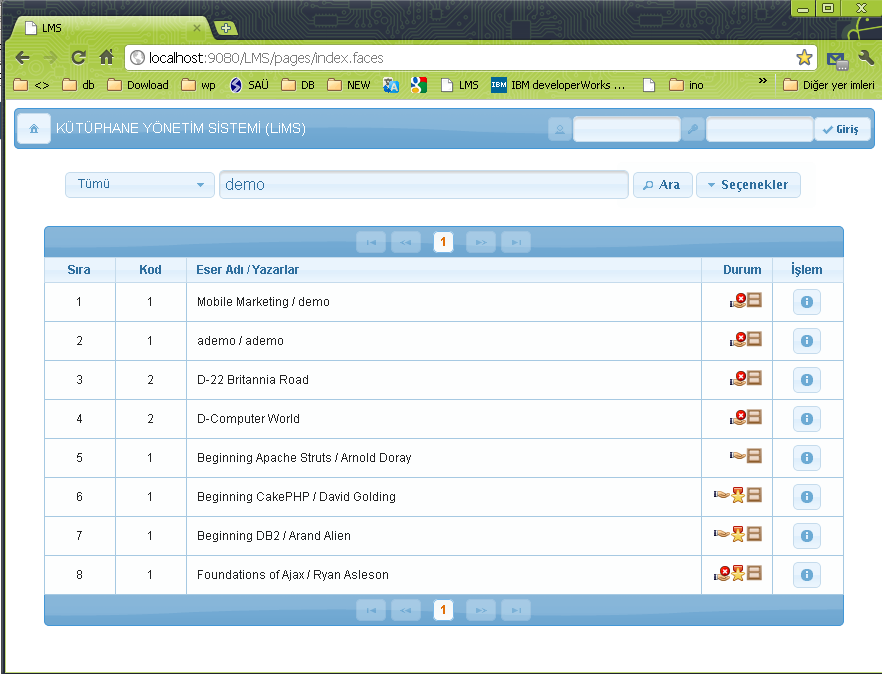 LMS
localhost:9080/LMS/pages/index.faces
<> db Dowload wp SAÜ DB NEW LMS IBM IBM developerWorks ... ino » Diğer yer imleri
KÜTÜPHANE YÖNETİM SİSTEMİ (LiMS) Giriş
Tümü demo Ara Seçenekler
1
Sıra Kod Eser Adı / Yazarlar Durum İşlem
1 1 Mobile Marketing / demo
2 1 ademo / ademo
3 2 D-22 Britannia Road
4 2 D-Computer World
5 1 Beginning Apache Struts / Arnold Doray
6 1 Beginning CakePHP / David Golding
7 1 Beginning DB2 / Arand Alien
8 1 Foundations of Ajax / Ryan Asleson
1